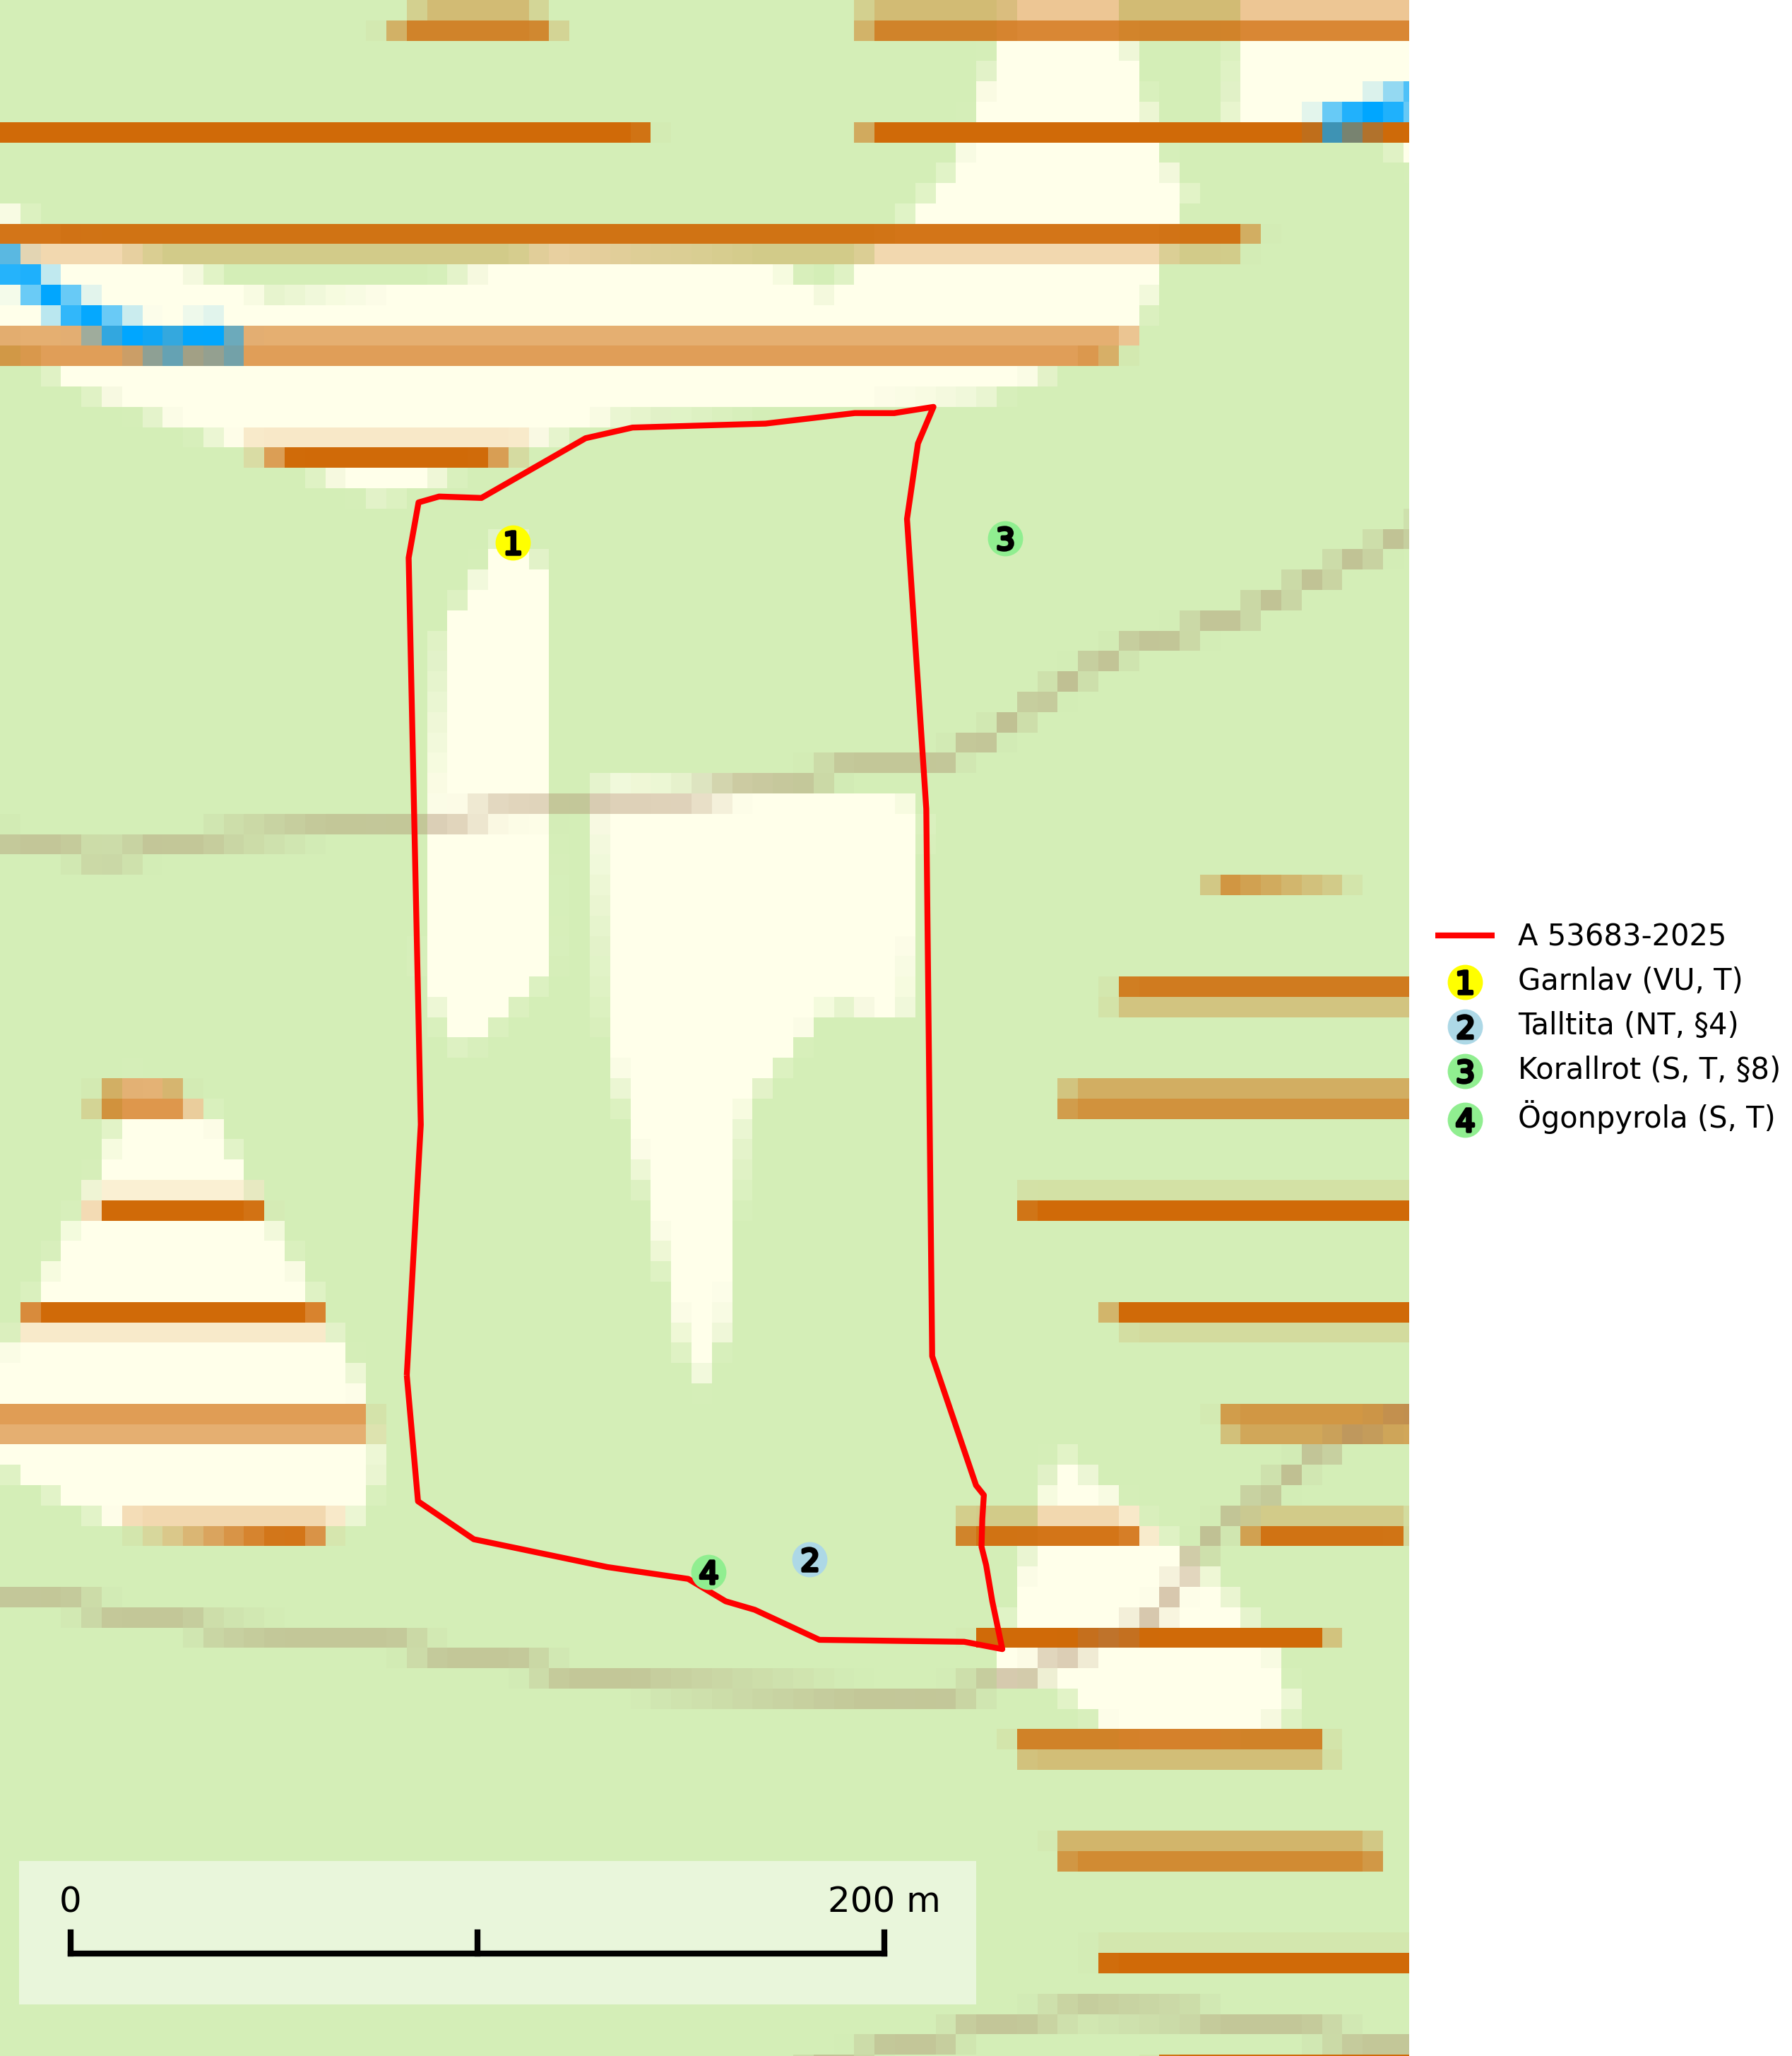 1
3
A 53683-2025
1 Garnlav (VU, T)
2 Talltita (NT, §4)
3 Korallrot (S, T, §8)
4 Ögonpyrola (S, T)
2
4
0 200 m